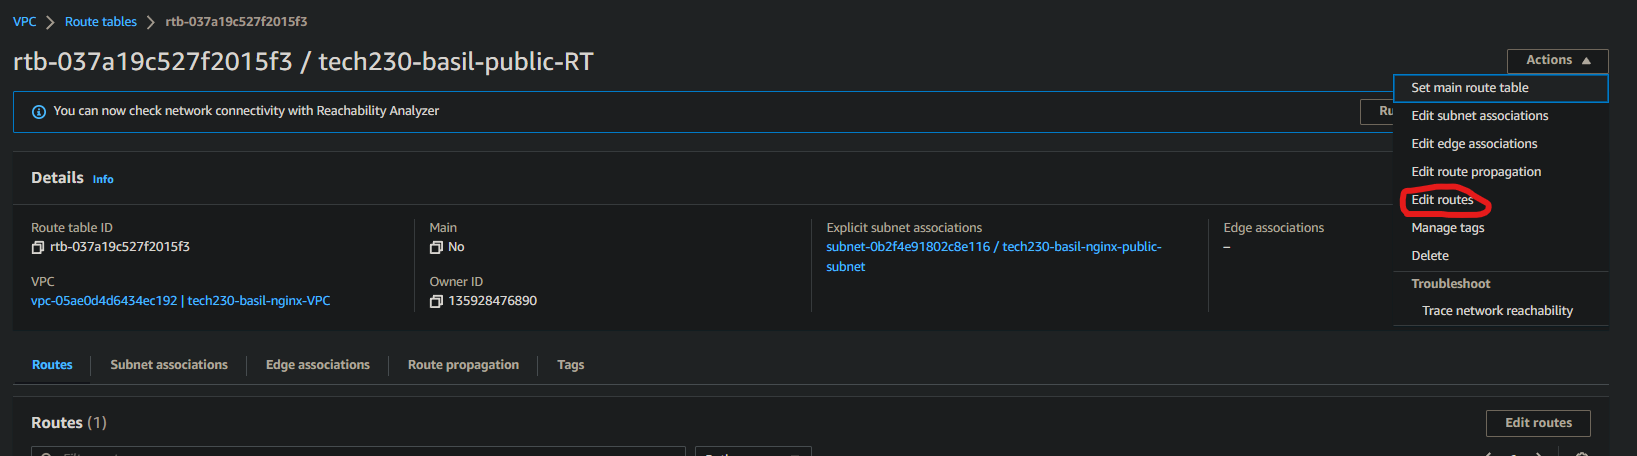 VPC > Route tables > rtb-037a19c527f2015f3
rtb-037a19c527f2015f3 / tech230-basil-public-RT
Actions
Set main route table
You can now check network connectivity with Reachability Analyzer
Edit subnet associations
Edit edge associations
Edit route propagation
Edit routes
Manage tags
Delete
Troubleshoot
Trace network reachability
Details Info
Route table ID
rtb-037a19c527f2015f3
Main
No
Explicit subnet associations
subnet-0b2f4e91802c8e116 / tech230-basil-nginx-public-
subnet
Edge associations
–
VPC
vpc-05ae0d4d6434ec192 | tech230-basil-nginx-VPC
Owner ID
135928476890
Routes Subnet associations Edge associations Route propagation Tags
Routes (1)
Edit routes